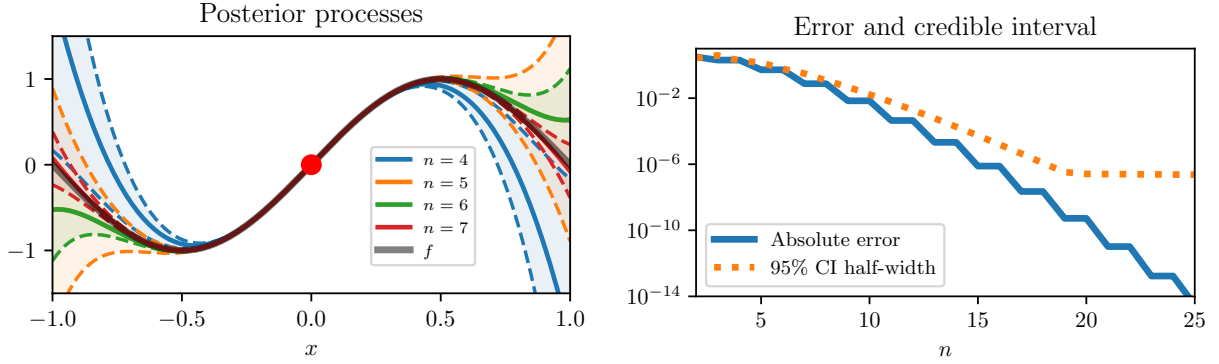 Posterior processes
1
0
−1
n = 4
n = 5
n = 6
n = 7
f
−1.0
−0.5
0.0
0.5
1.0
x
Error and credible interval
10⁻²
10⁻⁶
10⁻¹⁰
10⁻¹⁴
Absolute error
95% CI half-width
5
10
15
20
25
n